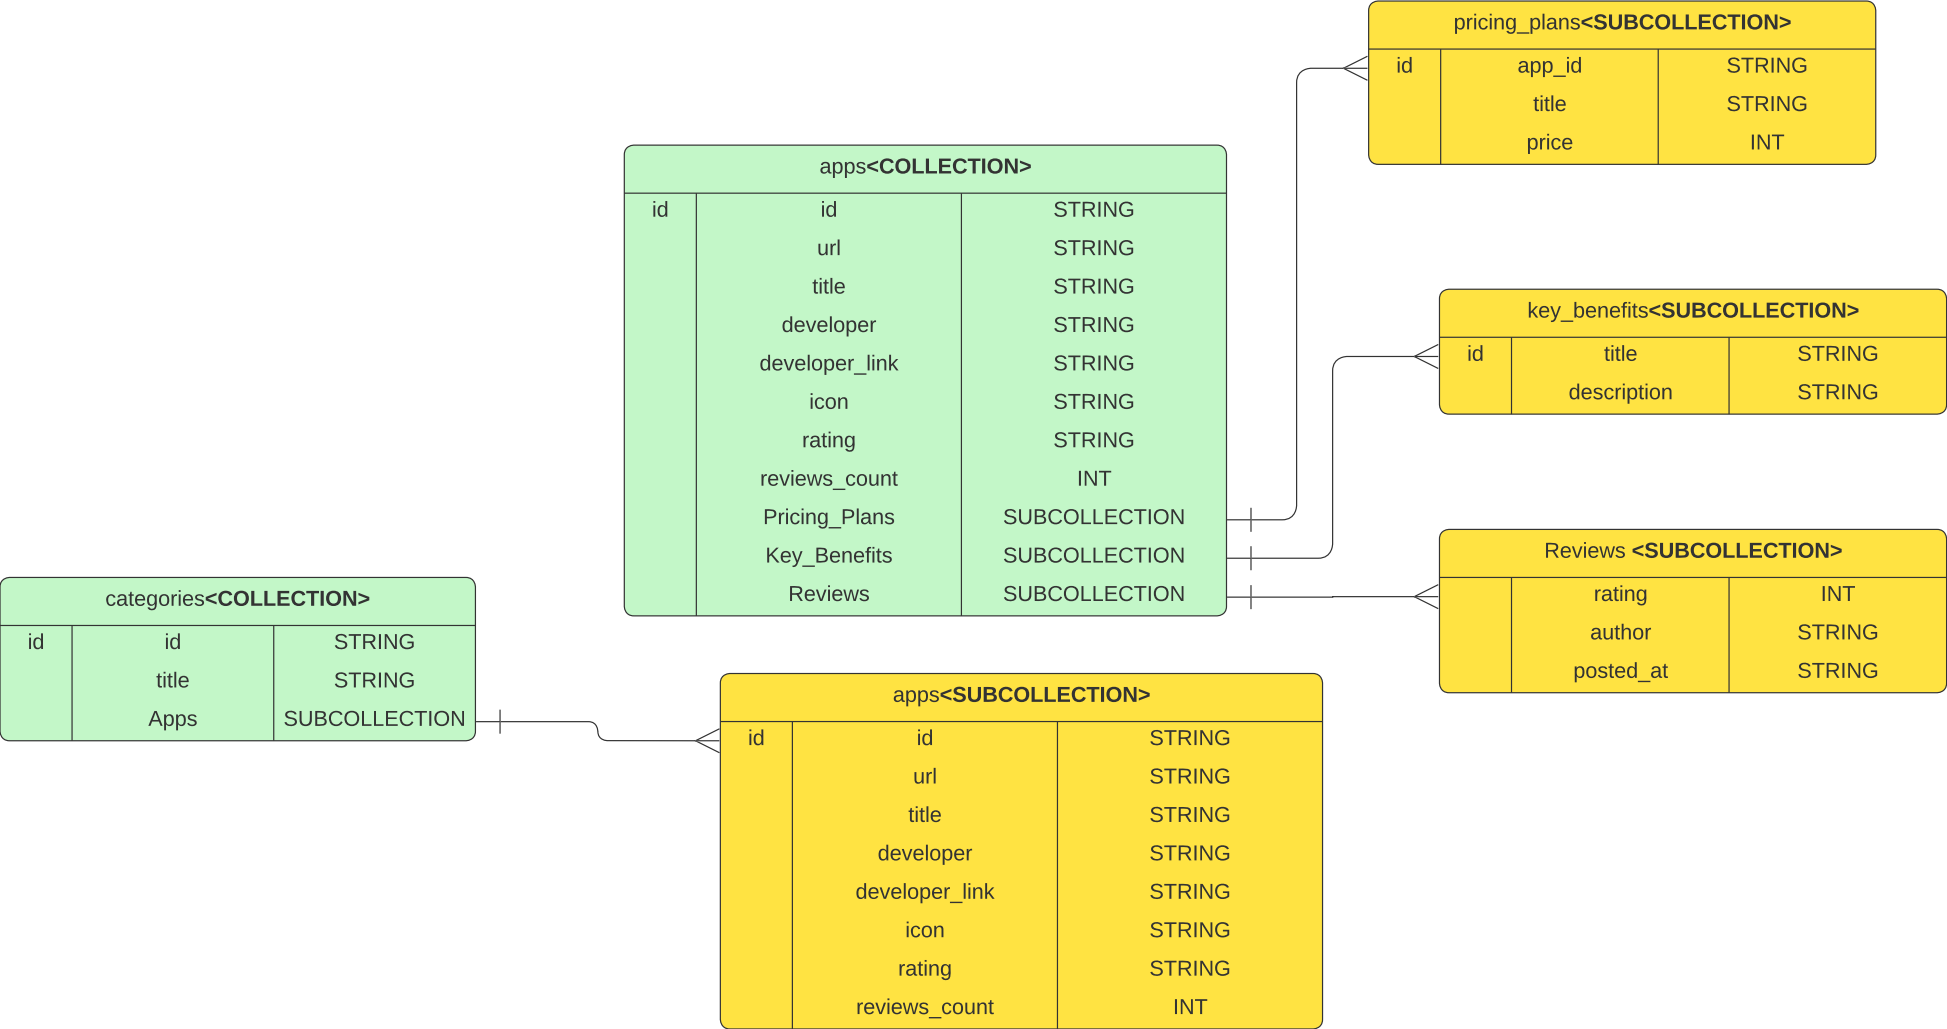 pricing_plans<SUBCOLLECTION>
id app_id STRING
title STRING
price INT
apps<COLLECTION>
id id STRING
url STRING
title STRING
developer STRING
developer_link STRING
icon STRING
rating STRING
reviews_count INT
Pricing_Plans SUBCOLLECTION
Key_Benefits SUBCOLLECTION
Reviews SUBCOLLECTION
key_benefits<SUBCOLLECTION>
id title STRING
description STRING
Reviews <SUBCOLLECTION>
rating INT
author STRING
posted_at STRING
categories<COLLECTION>
id id STRING
title STRING
Apps SUBCOLLECTION
apps<SUBCOLLECTION>
id id STRING
url STRING
title STRING
developer STRING
developer_link STRING
icon STRING
rating STRING
reviews_count INT